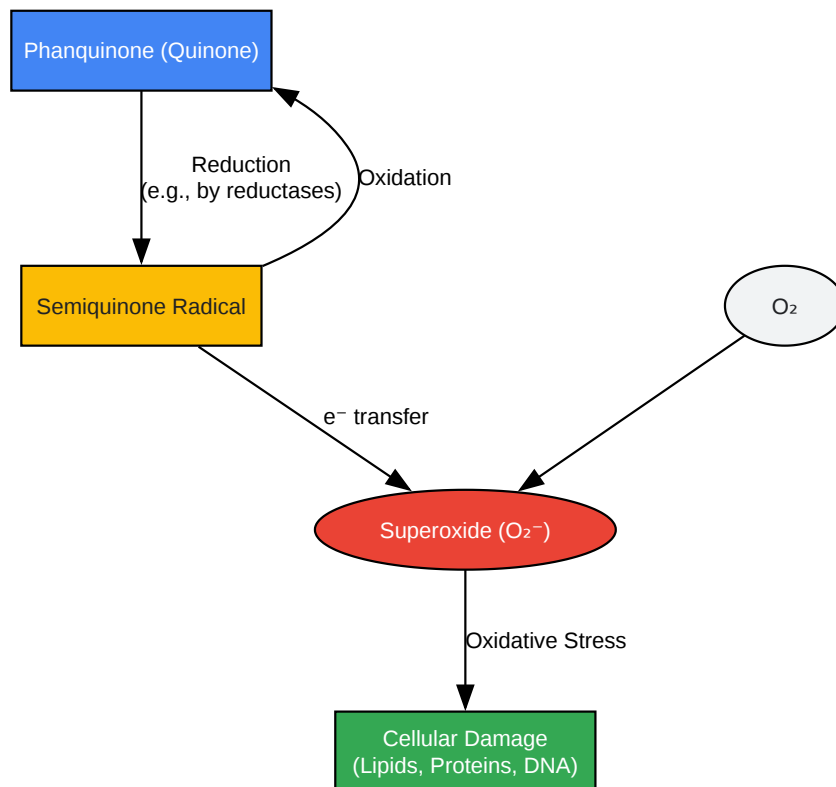 Phanquinone (Quinone)
Reduction
(e.g., by reductases)
Oxidation
Semiquinone Radical
O₂
e⁻ transfer
Superoxide (O₂⁻)
Oxidative Stress
Cellular Damage
(Lipids, Proteins, DNA)